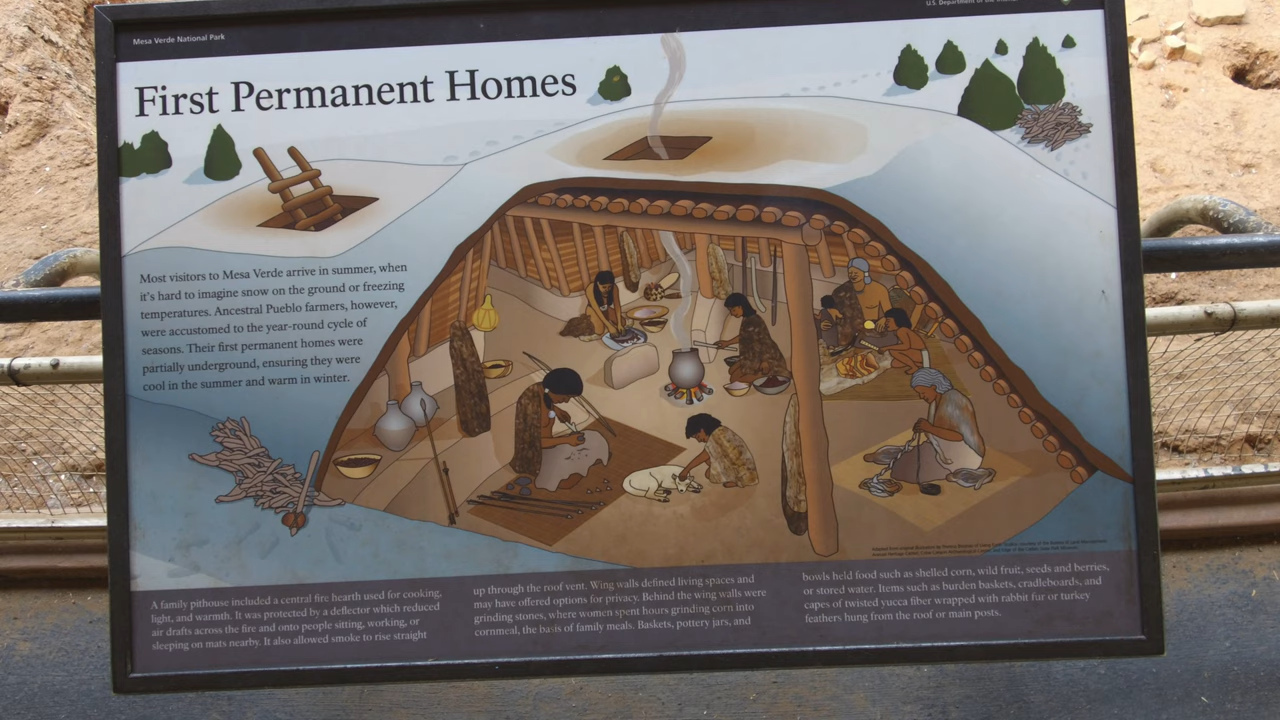 Mesa Verde National Park
U.S. Department of the Interior
First Permanent Homes
Most visitors to Mesa Verde arrive in summer, when
it's hard to imagine snow on the ground or freezing
temperatures. Ancestral Pueblo farmers, however,
were accustomed to the year-round cycle of
seasons. Their first permanent homes were
partially underground, ensuring they were
cool in the summer and warm in winter.
A family pithouse included a central fire hearth used for cooking,
light, and warmth. It was protected by a deflector which reduced
air drafts across the fire and onto people sitting, working, or
sleeping on mats nearby. It also allowed smoke to rise straight
up through the roof vent. Wing walls defined living spaces and
may have offered options for privacy. Behind the wing walls were
grinding stones, where women spent hours grinding corn into
cornmeal, the basis of family meals. Baskets, pottery jars, and
bowls held food such as shelled corn, wild fruit, seeds and berries,
or stored water. Items such as burden baskets, cradleboards, and
capes of twisted yucca fiber wrapped with rabbit fur or turkey
feathers hung from the roof or main posts.